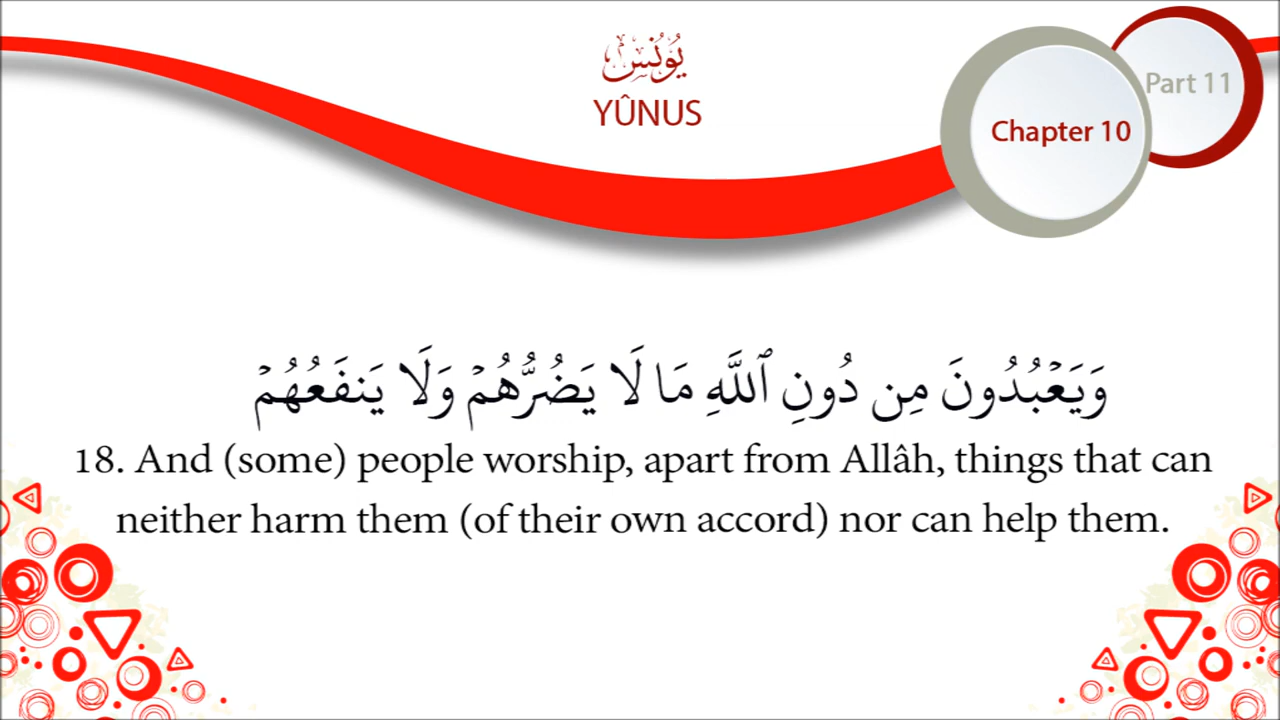 يُونُس
YÛNUS
Part 11
Chapter 10
وَيَعۡبُدُونَ مِن دُونِ ٱللَّهِ مَا لَا يَضُرُّهُمۡ وَلَا يَنفَعُهُمۡ
18. And (some) people worship, apart from Allâh, things that can
neither harm them (of their own accord) nor can help them.